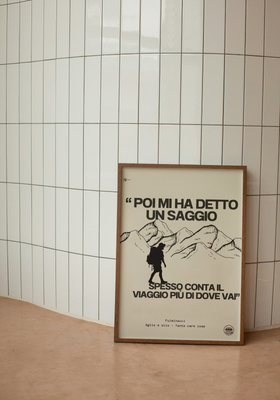 “ POI MI HA DETTO
UN SAGGIO
SPESSO CONTA IL
VIAGGIO PIÙ DI DOVE VAI”